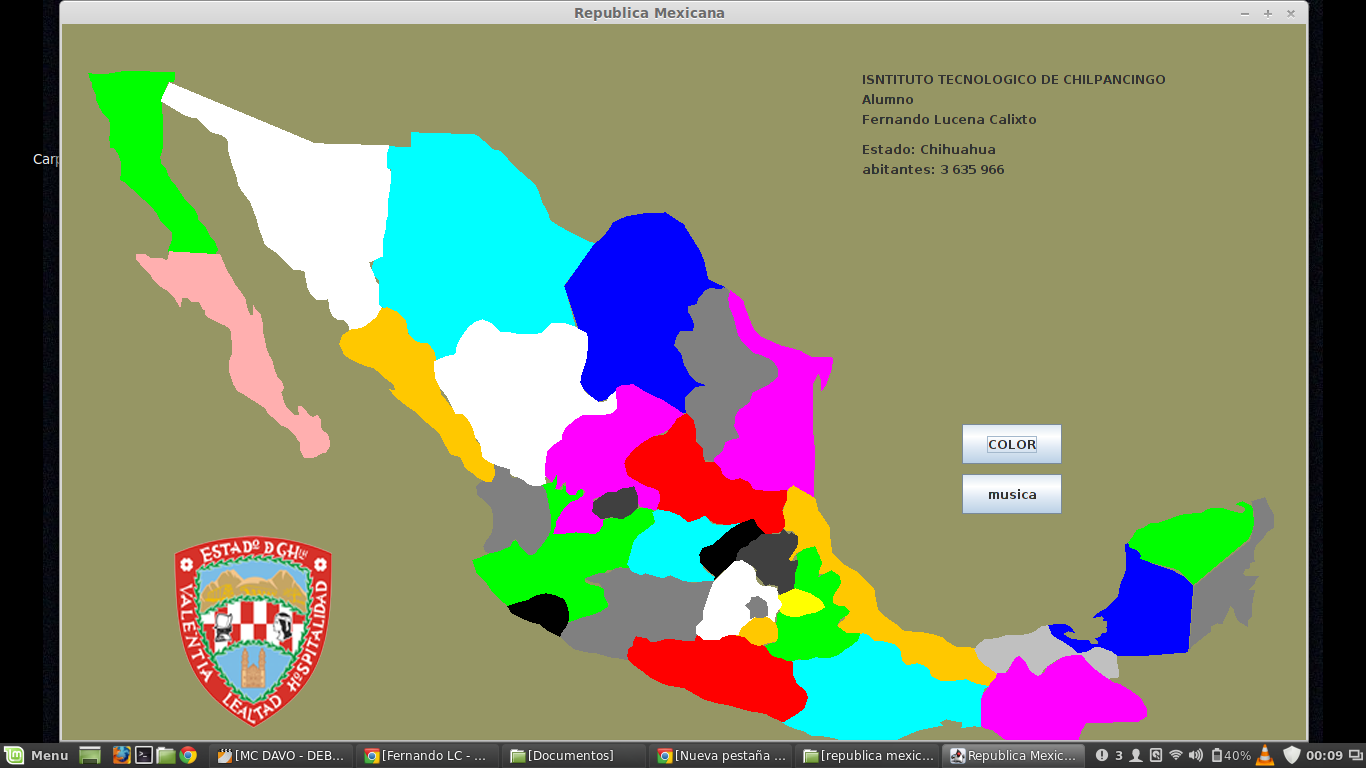 Republica Mexicana
Carp
ISNTITUTO TECNOLOGICO DE CHILPANCINGO
Alumno
Fernando Lucena Calixto
Estado: Chihuahua
abitantes: 3 635 966
COLOR
musica
ESTADO D GH
VALENTIA
LEALTAD
HOSPITALIDAD
Menu
[MC DAVO - DEB...
[Fernando LC - ...
[Documentos]
[Nueva pestaña ...
[republica mexic...
Republica Mexic...
3
40%
00:09